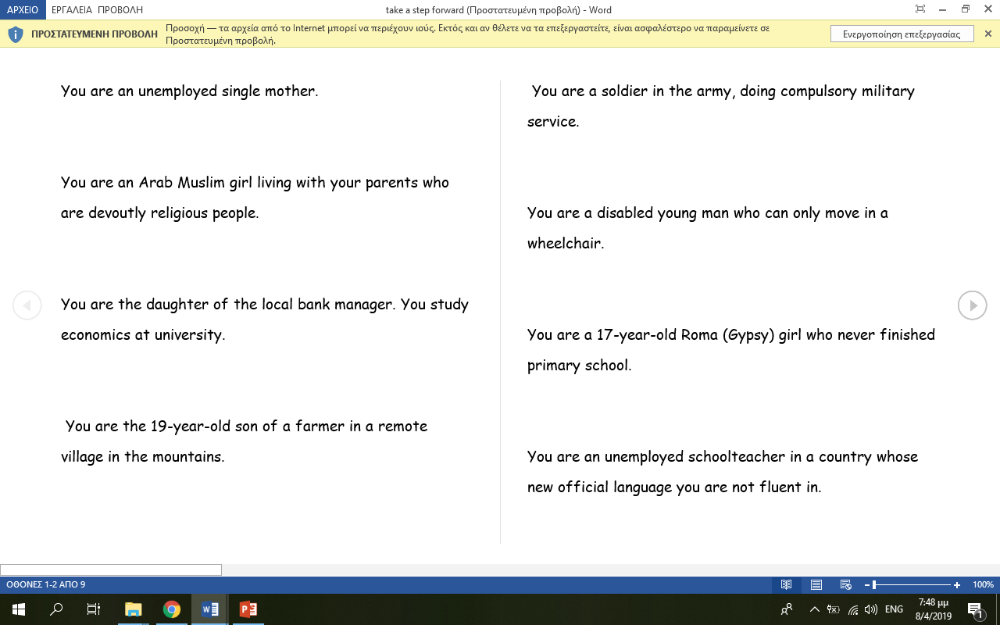 ΑΡΧΕΙΟ ΕΡΓΑΛΕΙΑ ΠΡΟΒΟΛΗ take a step forward (Προστατευμένη προβολή) - Word
ΠΡΟΣΤΑΤΕΥΜΕΝΗ ΠΡΟΒΟΛΗ Προσοχή — τα αρχεία από το Internet μπορεί να περιέχουν ιούς. Εκτός και αν θέλετε να τα επεξεργαστείτε, είναι ασφαλέστερο να παραμείνετε σε
Προστατευμένη προβολή.
Ενεργοποίηση επεξεργασίας
You are an unemployed single mother.
You are an Arab Muslim girl living with your parents who
are devoutly religious people.
You are the daughter of the local bank manager. You study
economics at university.
You are the 19-year-old son of a farmer in a remote
village in the mountains.
You are a soldier in the army, doing compulsory military
service.
You are a disabled young man who can only move in a
wheelchair.
You are a 17-year-old Roma (Gypsy) girl who never finished
primary school.
You are an unemployed schoolteacher in a country whose
new official language you are not fluent in.
ΟΘΟΝΕΣ 1-2 ΑΠΟ 9
100%
ENG
7:48 μμ
8/4/2019
1